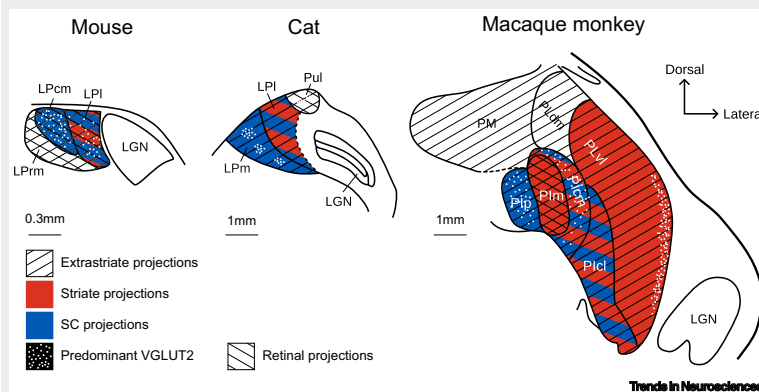 Mouse
Cat
Macaque monkey
LPcm
LPl
LGN
LPrm
0.3mm
LPl
Pul
LPm
LGN
1mm
Dorsal
Lateral
PM
PLdm
PLvl
PIp
PIm
PIcm
PIcl
LGN
1mm
Extrastriate projections
Striate projections
SC projections
Predominant VGLUT2
Retinal projections
Trends in Neurosciences